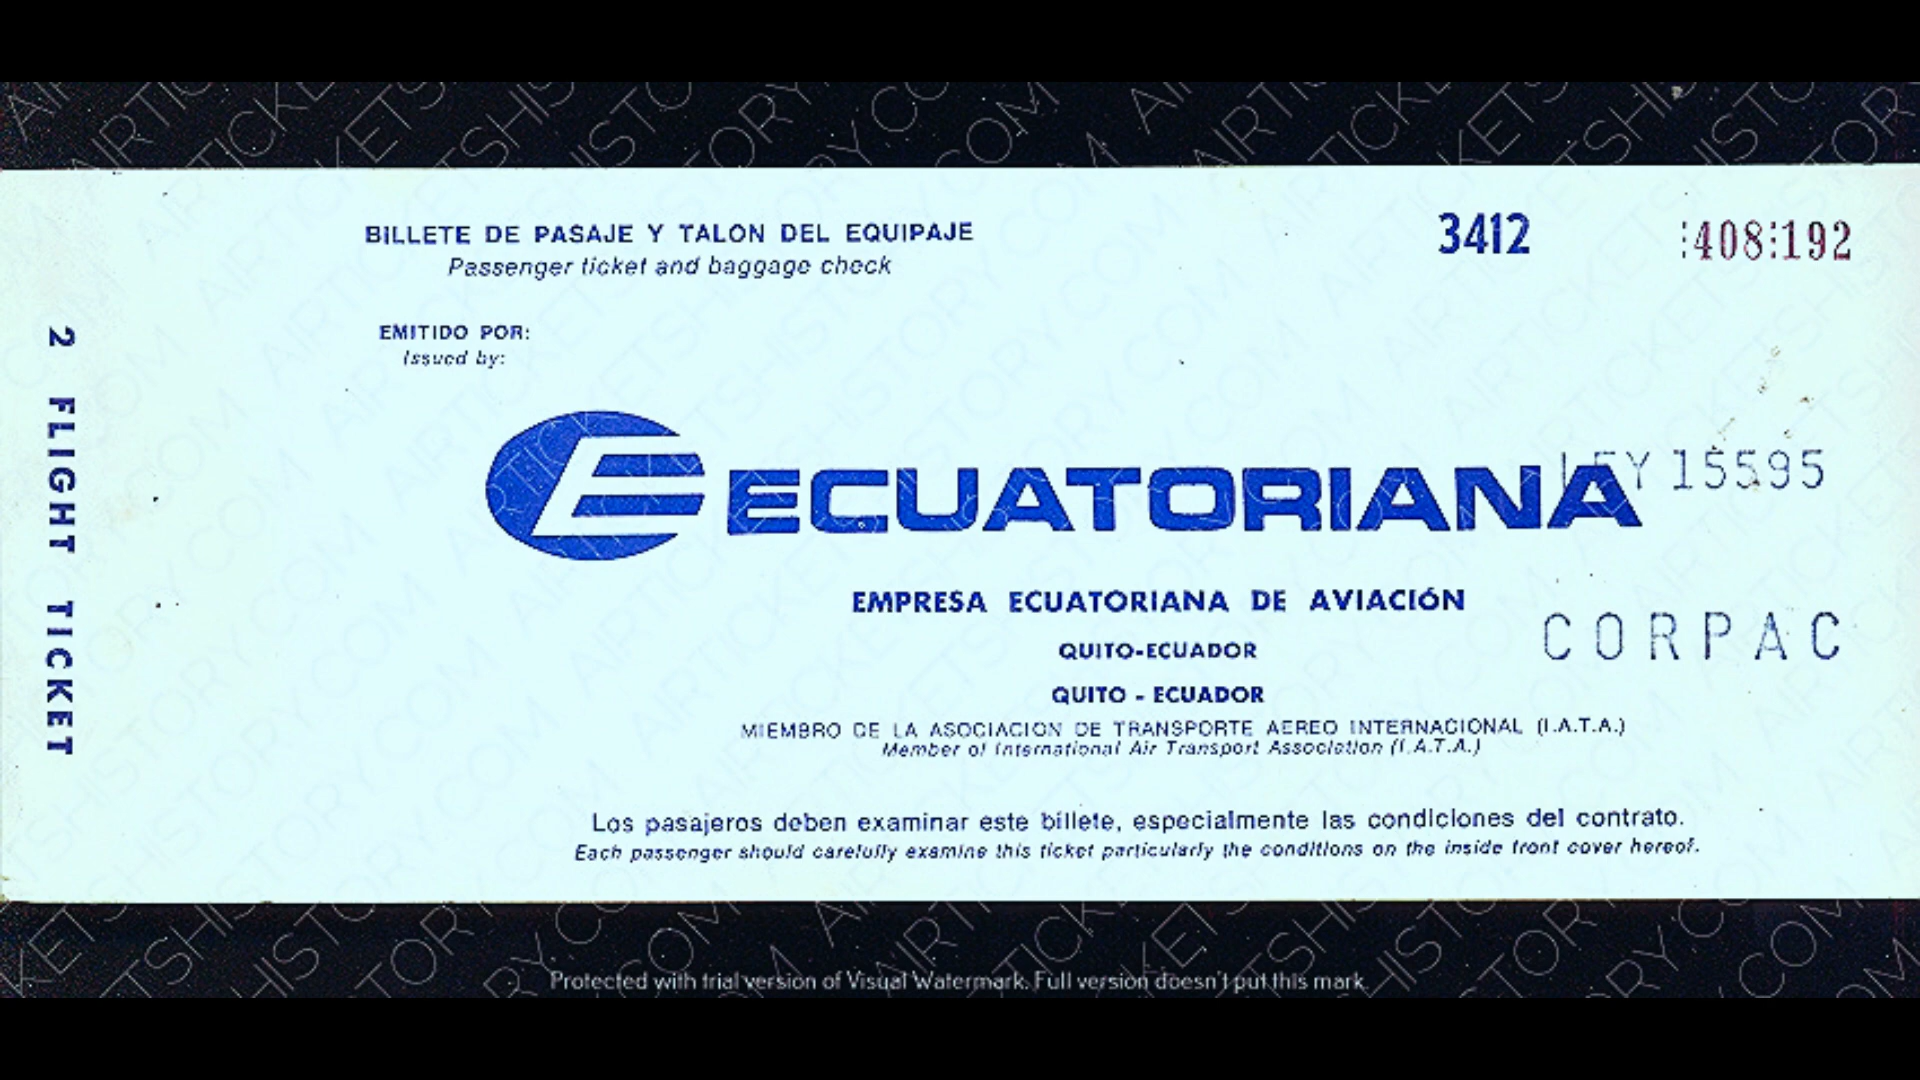 BILLETE DE PASAJE Y TALON DEL EQUIPAJE
Passenger ticket and baggage check
3412
408:192
EMITIDO POR:
Issued by:
2 FLIGHT TICKET
E ECUATORIANA
LEY 15595
EMPRESA ECUATORIANA DE AVIACIÓN
CORPAC
QUITO-ECUADOR
QUITO - ECUADOR
MIEMBRO DE LA ASOCIACION DE TRANSPORTE AEREO INTERNACIONAL (I.A.T.A.)
Member of International Air Transport Association (I.A.T.A.)
Los pasajeros deben examinar este billete, especialmente las condiciones del contrato.
Each passenger should carefully examine this ticket particularly the conditions on the inside front cover hereof.
AIRTICKETSHISTORY.COM
Protected with trial version of Visual Watermark. Full version doesn't put this mark.